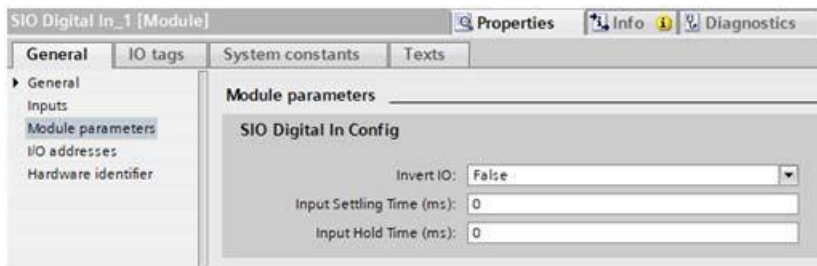 SIO Digital In_1 [Module]
Properties
Info
Diagnostics
General
IO tags
System constants
Texts
General
Inputs
Module parameters
I/O addresses
Hardware identifier
Module parameters
SIO Digital In Config
Invert IO: False
Input Settling Time (ms): 0
Input Hold Time (ms): 0